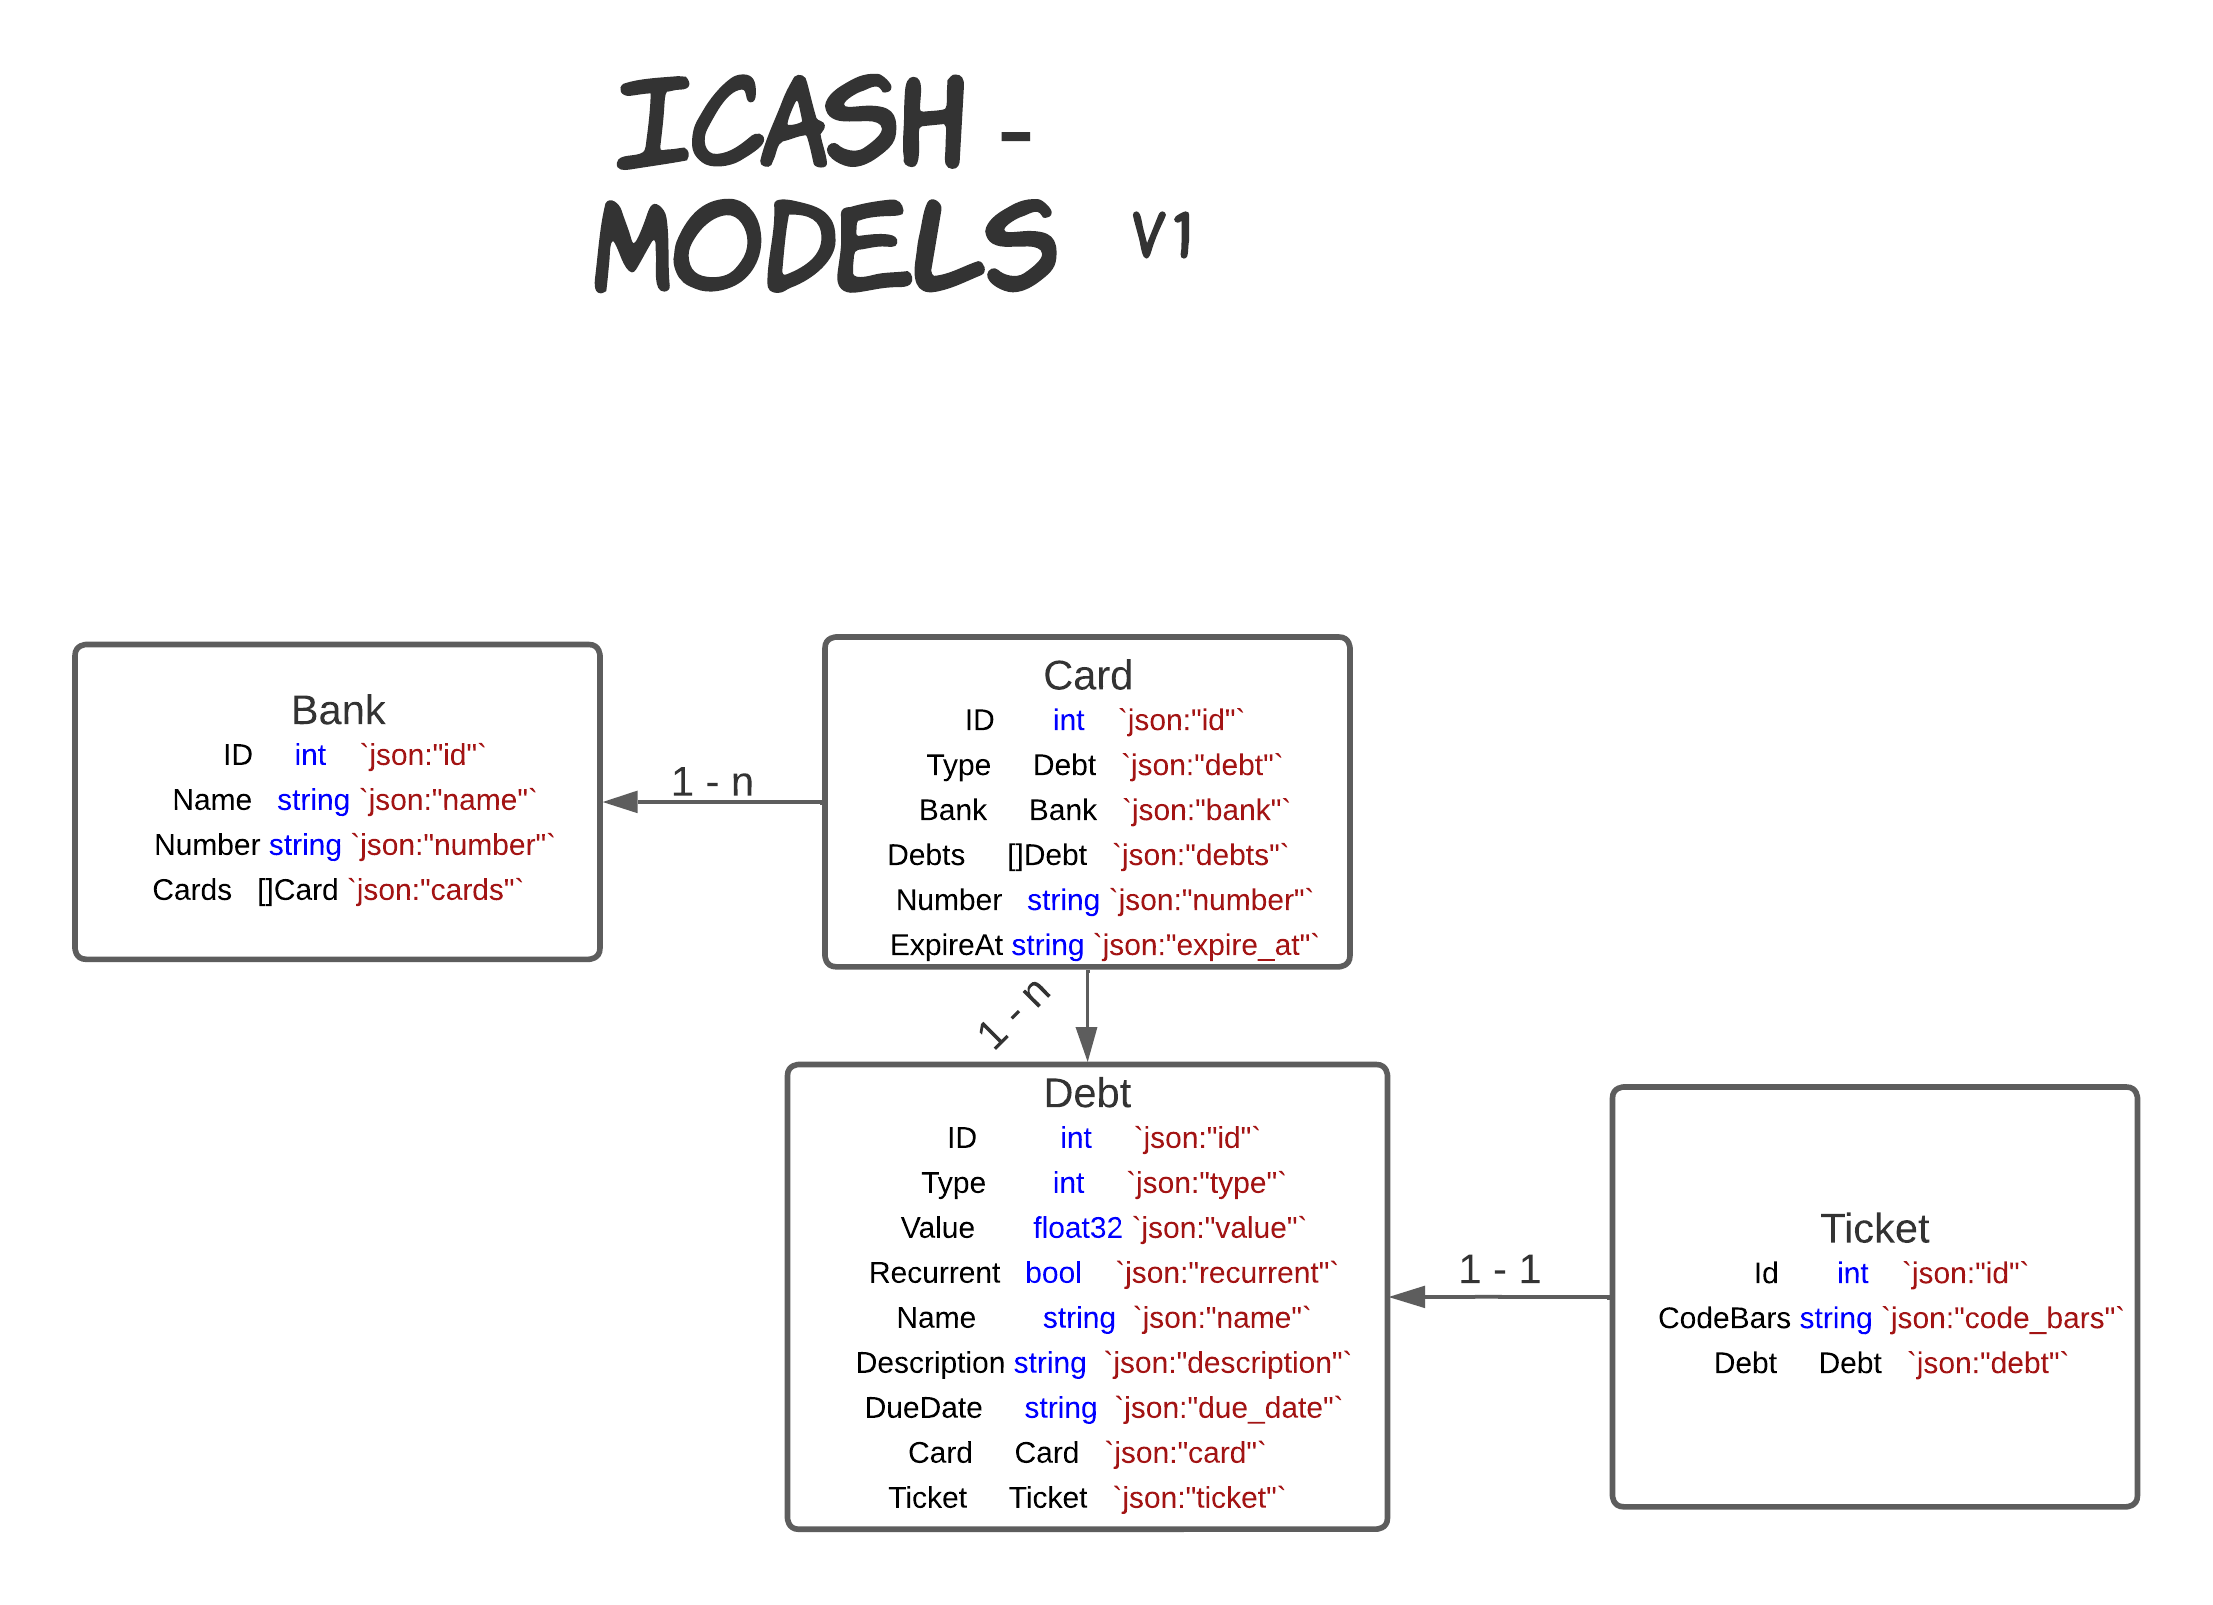 ICASH -
MODELS V1
Bank
ID int `json:"id"`
Name string `json:"name"`
Number string `json:"number"`
Cards []Card `json:"cards"`
1 - n
Card
ID int `json:"id"`
Type Debt `json:"debt"`
Bank Bank `json:"bank"`
Debts []Debt `json:"debts"`
Number string `json:"number"`
ExpireAt string `json:"expire_at"`
1 - n
Debt
ID int `json:"id"`
Type int `json:"type"`
Value float32 `json:"value"`
Recurrent bool `json:"recurrent"`
Name string `json:"name"`
Description string `json:"description"`
DueDate string `json:"due_date"`
Card Card `json:"card"`
Ticket Ticket `json:"ticket"`
1 - 1
Ticket
Id int `json:"id"`
CodeBars string `json:"code_bars"`
Debt Debt `json:"debt"`